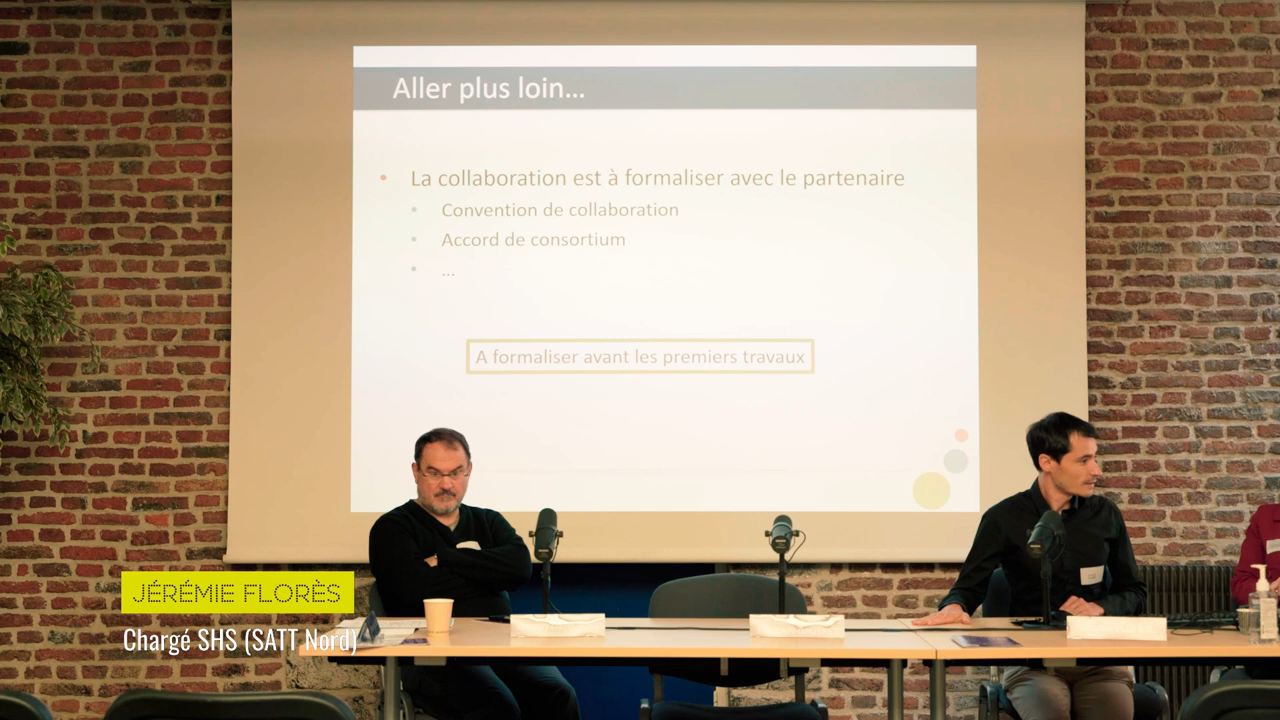 Aller plus loin...
• La collaboration est à formaliser avec le partenaire
• Convention de collaboration
• Accord de consortium
• ...
A formaliser avant les premiers travaux
JÉRÉMIE FLORÈS
Chargé SHS (SATT Nord)